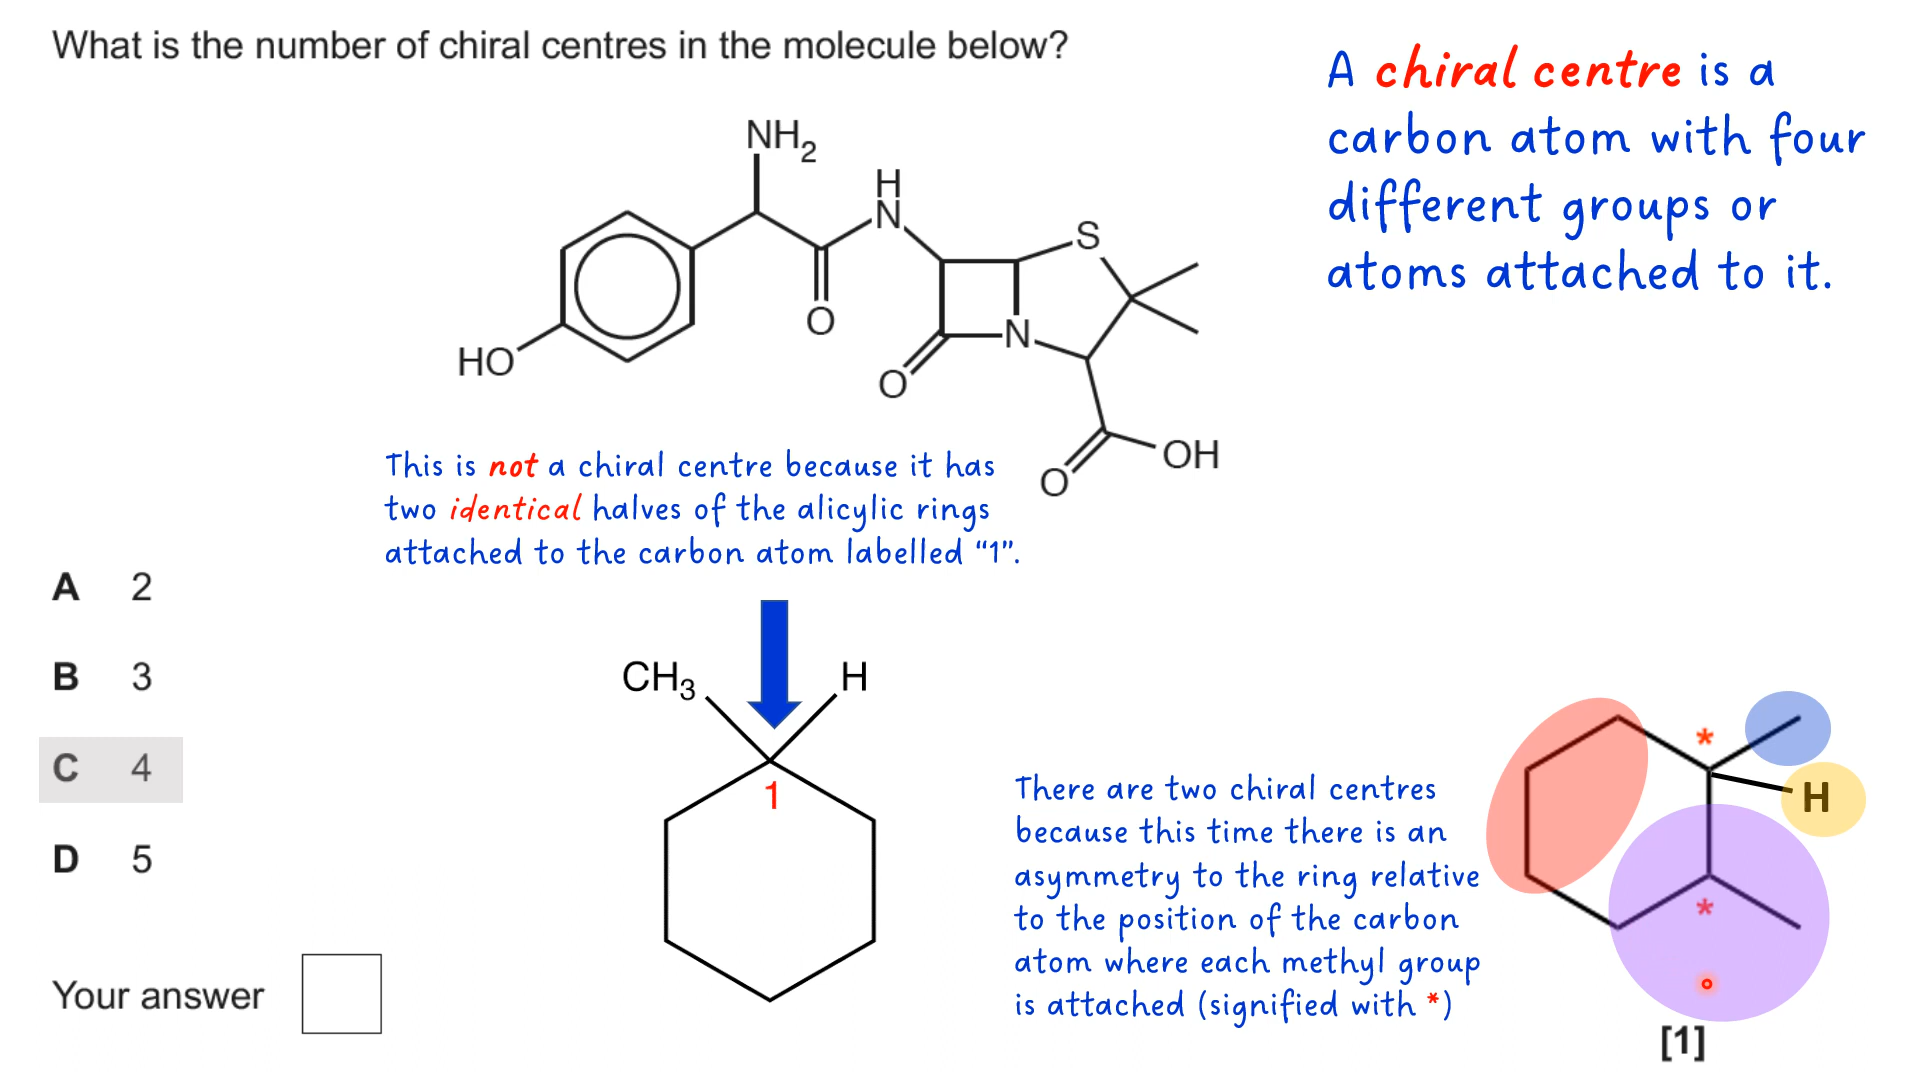 What is the number of chiral centres in the molecule below?
A chiral centre is a
carbon atom with four
different groups or
atoms attached to it.
NH2
H
N
S
O
N
HO
O
OH
O
This is not a chiral centre because it has
two identical halves of the alicylic rings
attached to the carbon atom labelled “1”.
A 2
B 3
C 4
D 5
CH3
H
1
There are two chiral centres
because this time there is an
asymmetry to the ring relative
to the position of the carbon
atom where each methyl group
is attached (signified with *)
*
H
*
Your answer
[1]